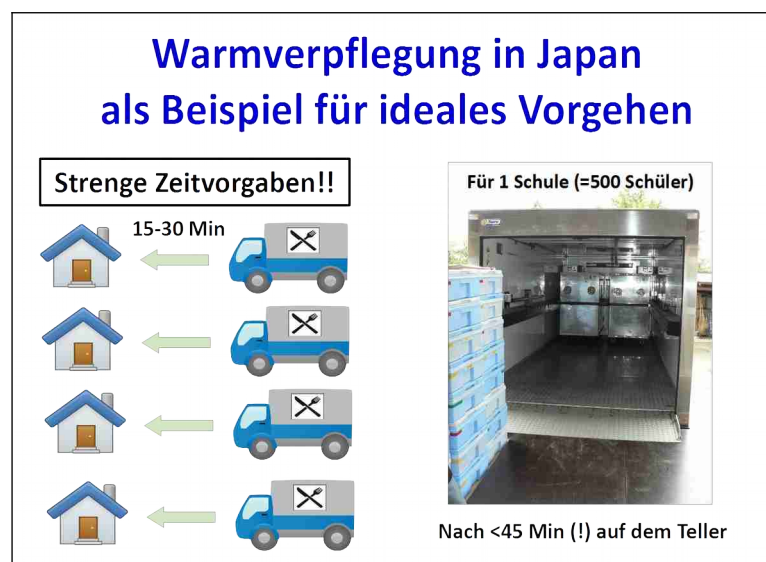 Warmverpflegung in Japan
als Beispiel für ideales Vorgehen
Strenge Zeitvorgaben!!
15-30 Min
Für 1 Schule (=500 Schüler)
Nach <45 Min (!) auf dem Teller